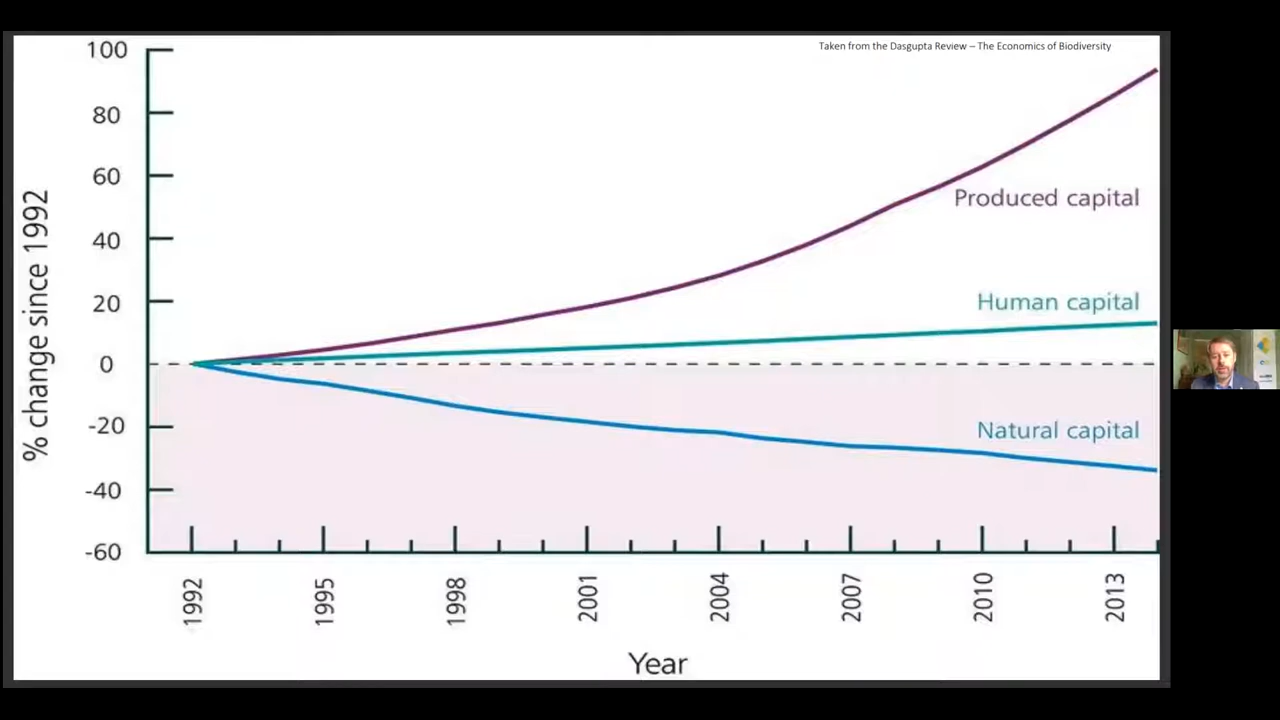 Taken from the Dasgupta Review – The Economics of Biodiversity
100
80
60
40
20
0
-20
-40
-60
% change since 1992
Produced capital
Human capital
Natural capital
1992
1995
1998
2001
2004
2007
2010
2013
Year